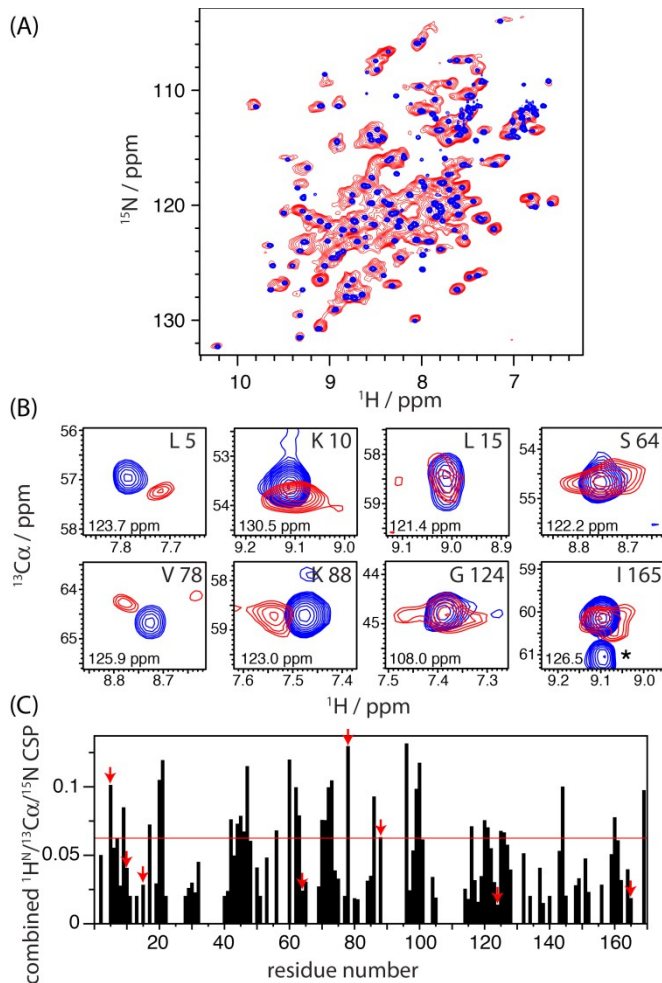 (A)
110
120
130
15N / ppm
10 9 8 7
1H / ppm
(B)
L 5 K 10 L 15 S 64
56 53 58 54
57 54 59 55
58
123.7 ppm 130.5 ppm 121.4 ppm 122.2 ppm
7.8 7.7 9.2 9.1 9.0 9.1 9.0 8.9 8.8 8.7
13Cα / ppm
V 78 K 88 G 124 I 165
64 58 44 59
65 59 45 60
61
*
125.9 ppm 123.0 ppm 108.0 ppm 126.5
8.8 8.7 7.6 7.5 7.4 7.5 7.4 7.3 9.2 9.1 9.0
1H / ppm
(C)
0.1
0.05
0
combined 1HN/13Cα/15N CSP
20 40 60 80 100 120 140 160
residue number